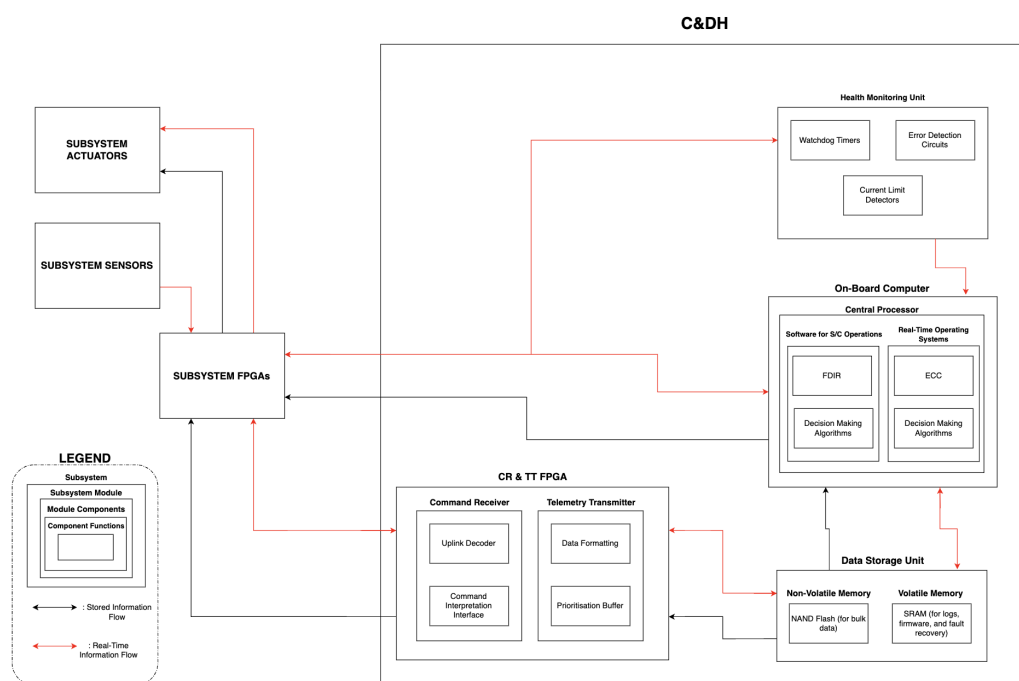 C&DH
Health Monitoring Unit
Watchdog Timers
Error Detection
Circuits
Current Limit
Detectors
SUBSYSTEM
ACTUATORS
SUBSYSTEM SENSORS
SUBSYSTEM FPGAs
On-Board Computer
Central Processor
Software for S/C Operations
Real-Time Operating
Systems
FDIR
ECC
Decision Making
Algorithms
Decision Making
Algorithms
LEGEND
Subsystem
Subsystem Module
Module Components
Component Functions
: Stored Information
Flow
: Real-Time
Information Flow
CR & TT FPGA
Command Receiver
Telemetry Transmitter
Uplink Decoder
Data Formatting
Command
Interpretation
Interface
Prioritisation Buffer
Data Storage Unit
Non-Volatile Memory
Volatile Memory
NAND Flash (for bulk
data)
SRAM (for logs,
firmware, and fault
recovery)